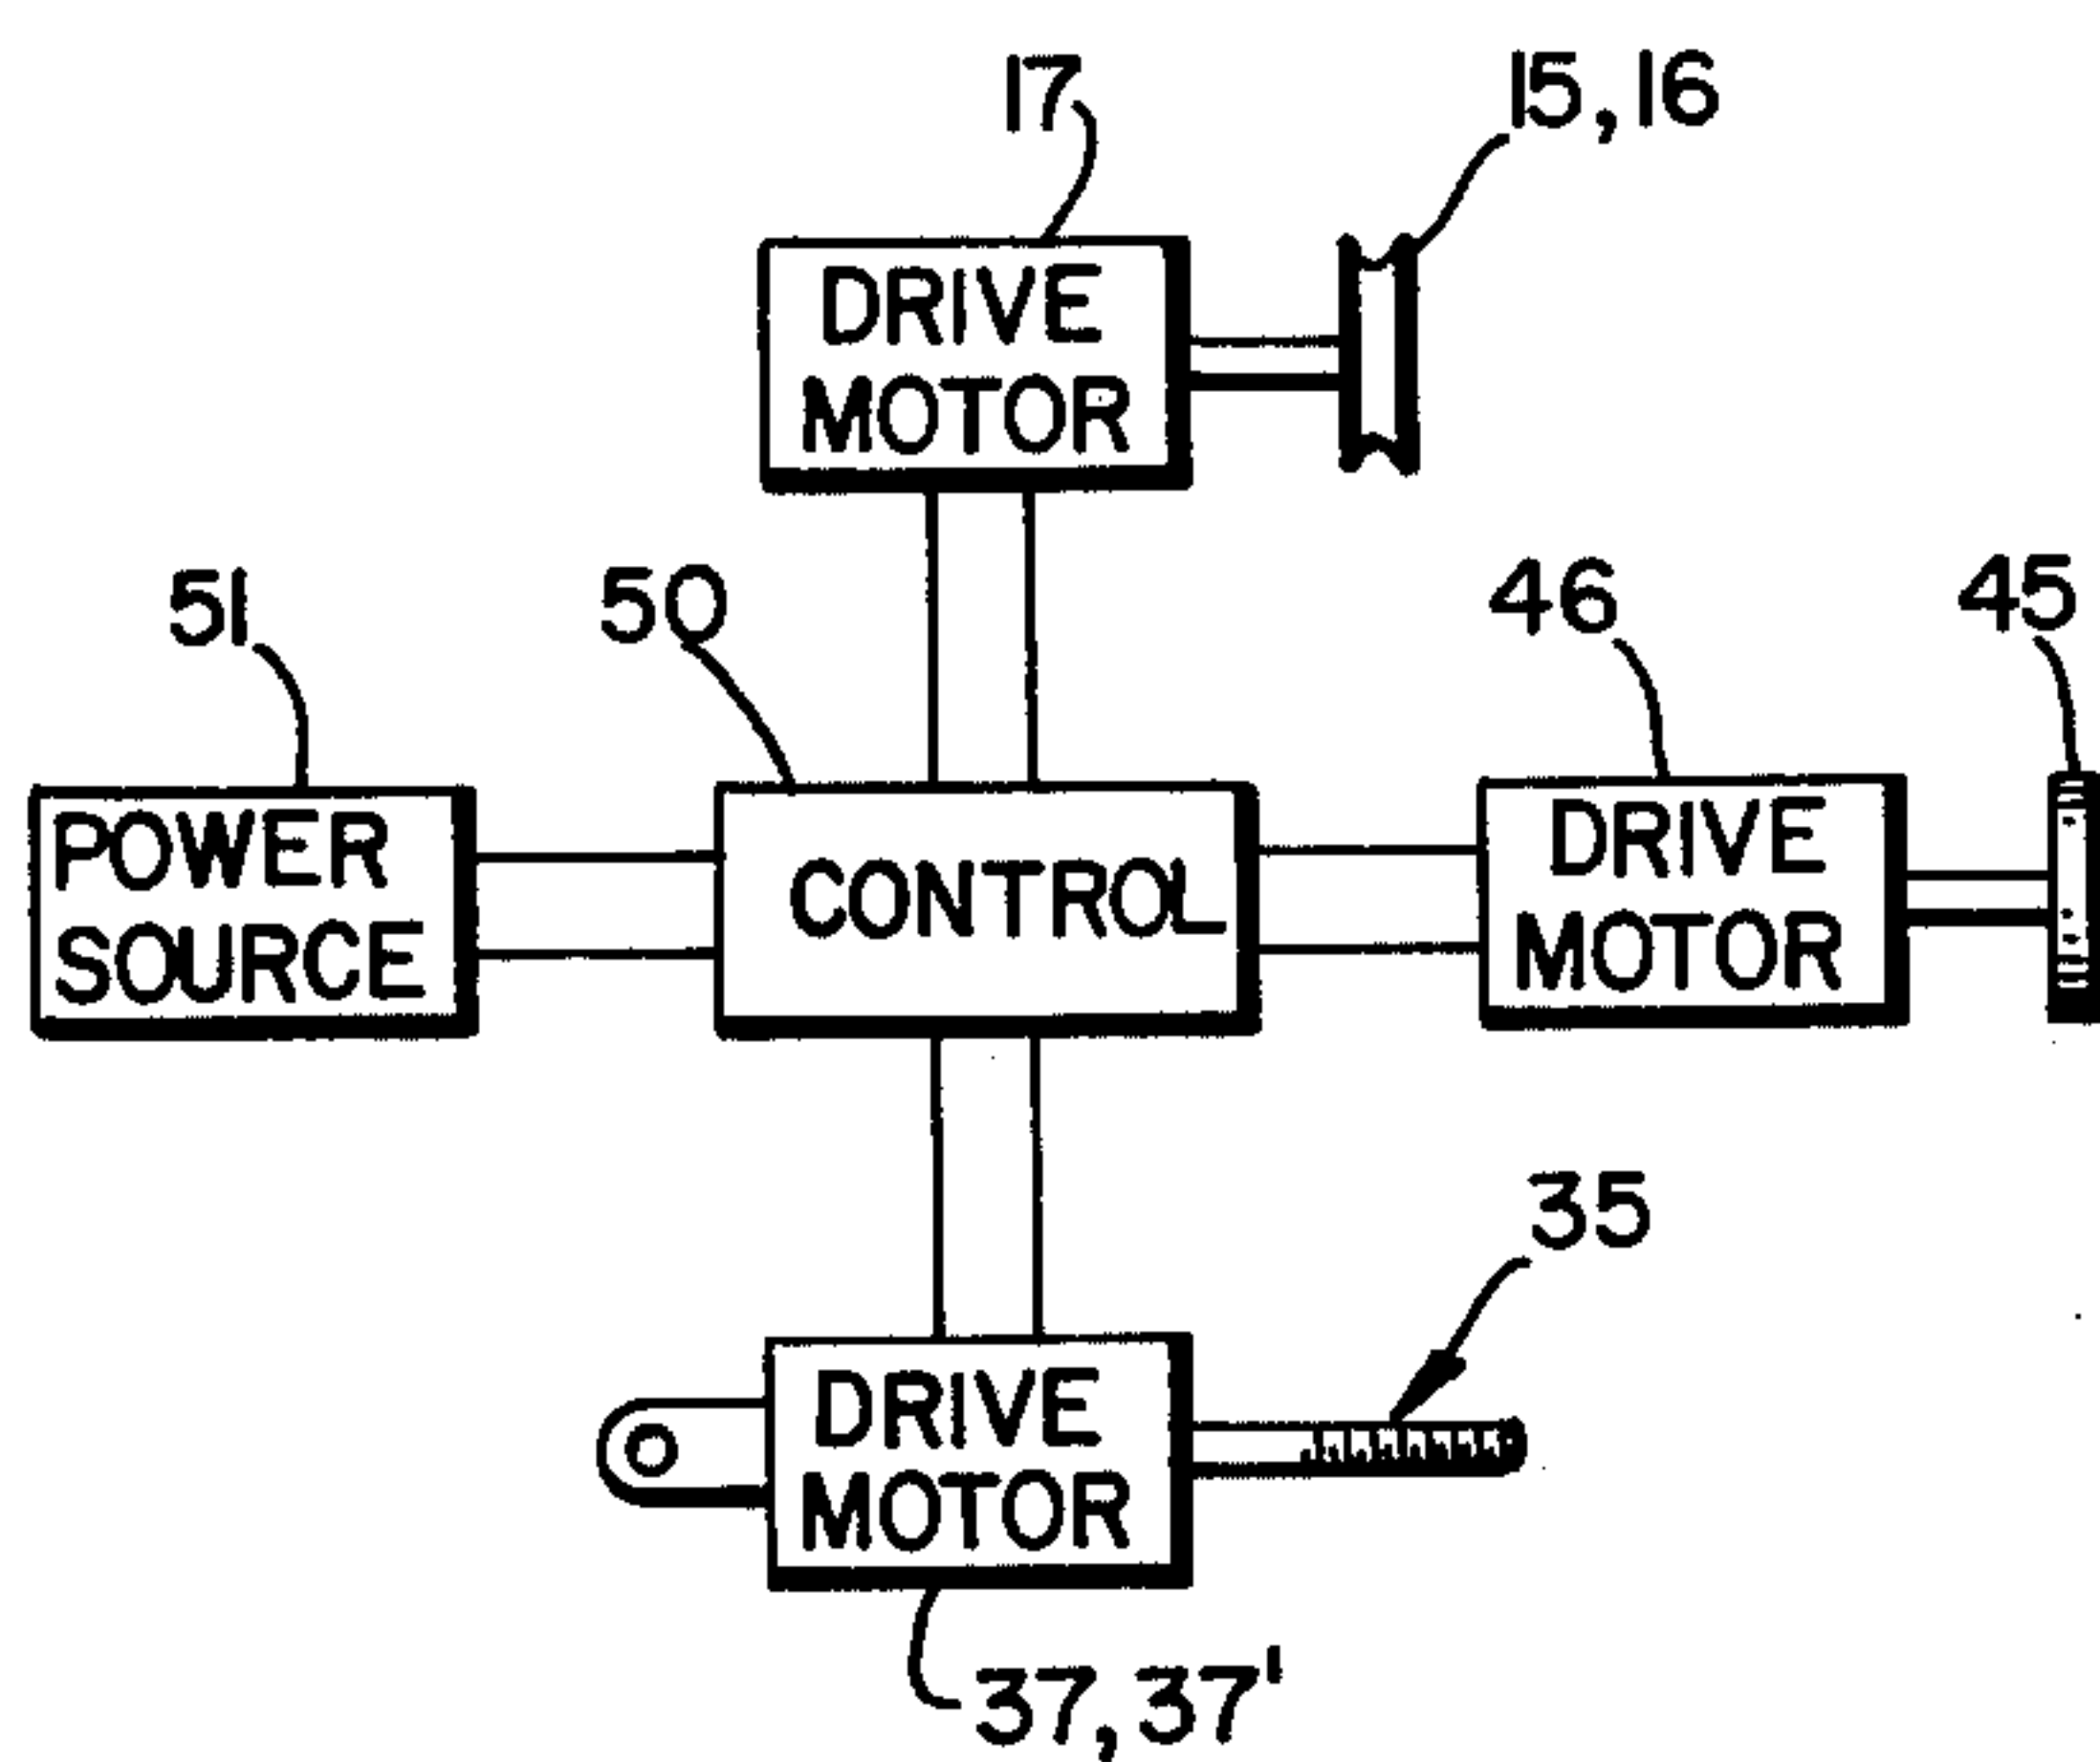 17
15,16
DRIVE
MOTOR
51
50
46
45
POWER
SOURCE
CONTROL
DRIVE
MOTOR
35
DRIVE
MOTOR
37,37'